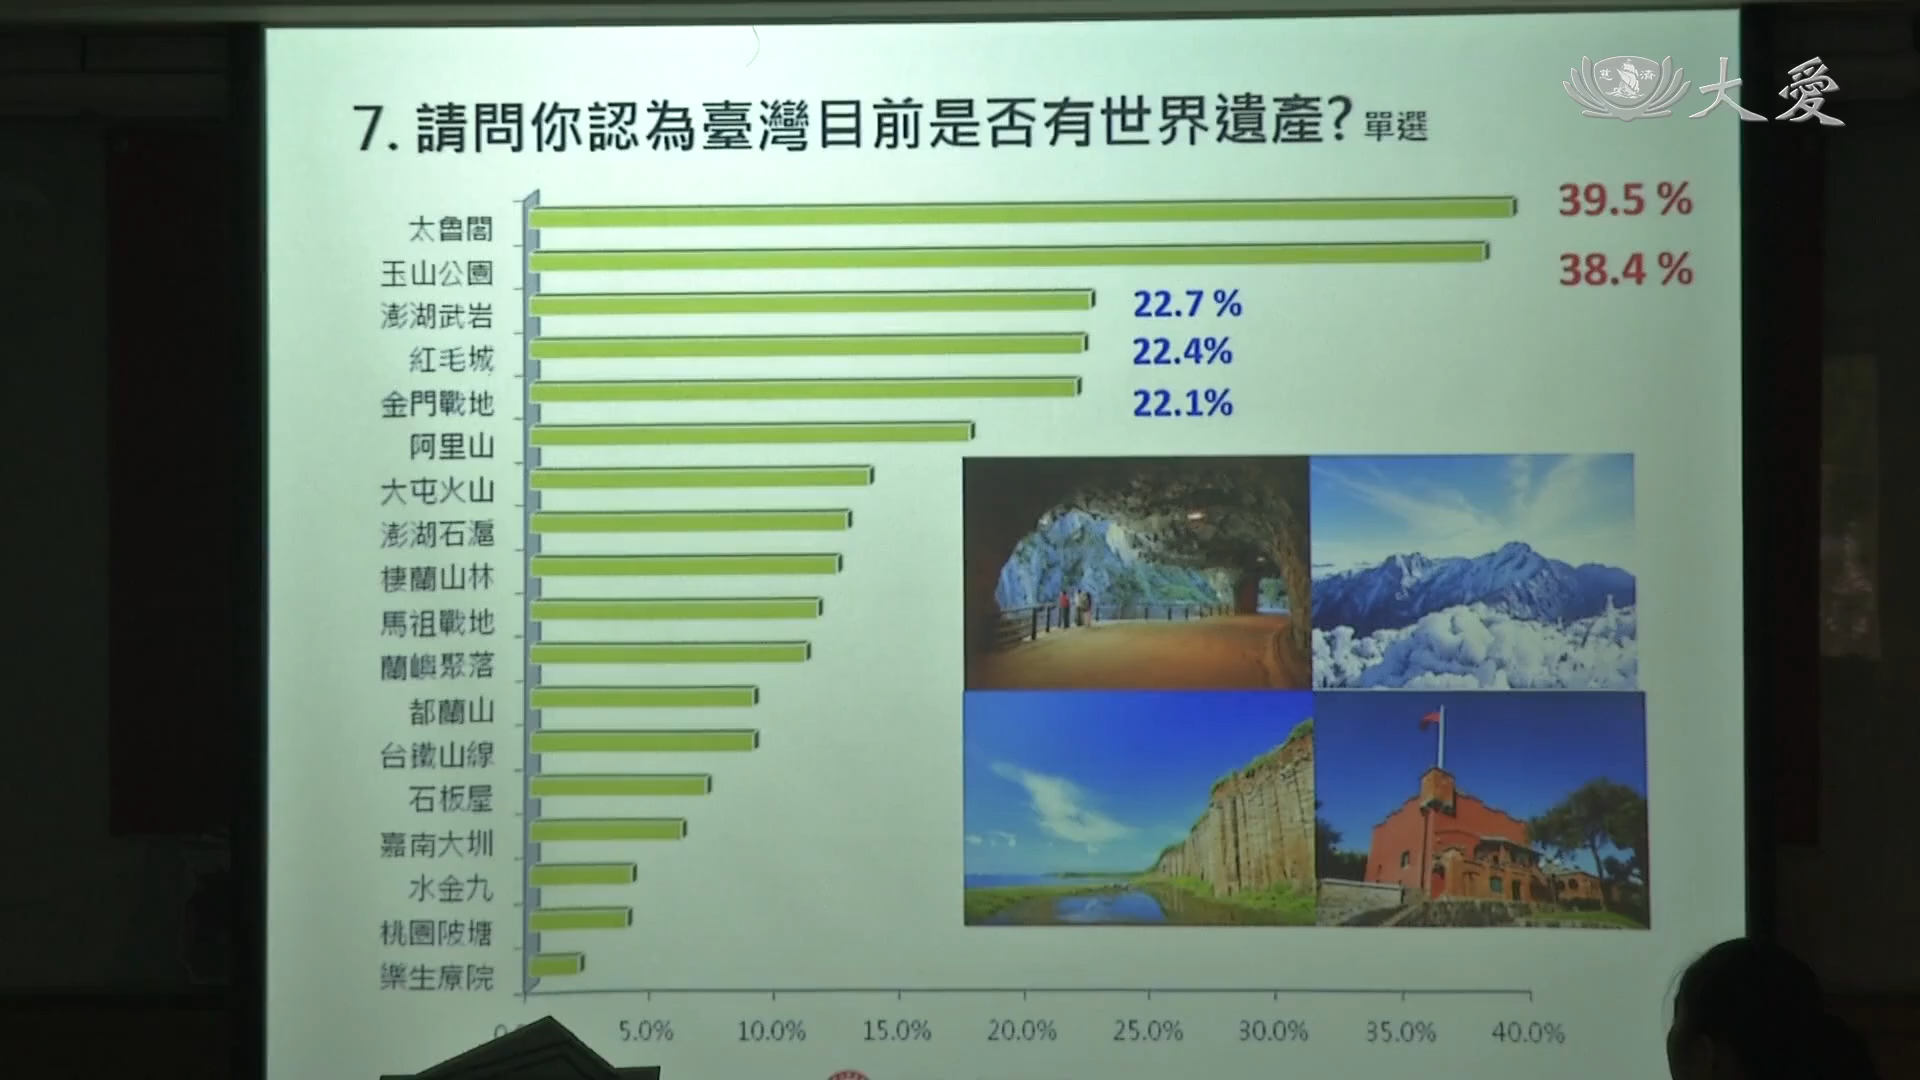 慈濟
大愛
7. 請問你認為臺灣目前是否有世界遺產? 單選
太魯閣
39.5 %
玉山公園
38.4 %
澎湖武岩
22.7 %
紅毛城
22.4%
金門戰地
22.1%
阿里山
大屯火山
澎湖石滬
棲蘭山林
馬祖戰地
蘭嶼聚落
都蘭山
台鐵山線
石板屋
嘉南大圳
水金九
桃園陂塘
樂生療院
5.0% 10.0% 15.0% 20.0% 25.0% 30.0% 35.0% 40.0%